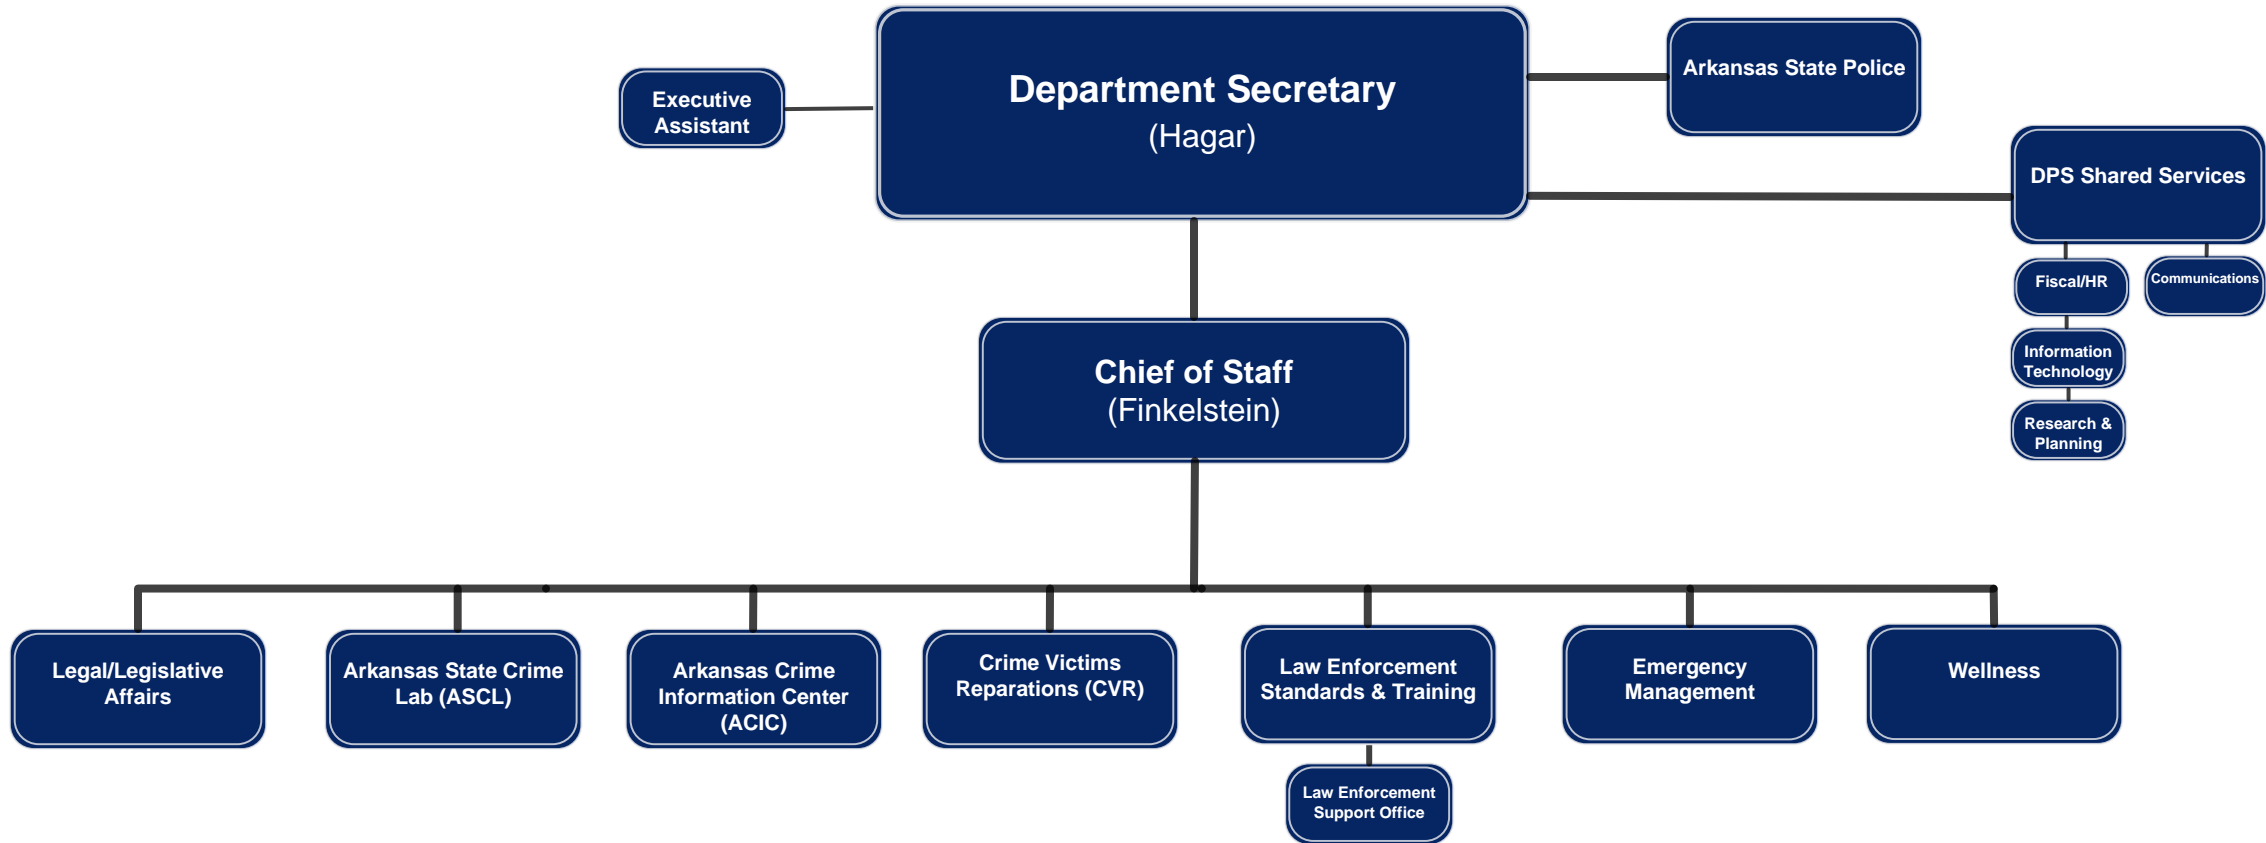 Department Secretary
(Hagar)
Executive
Assistant
Arkansas State Police
DPS Shared Services
Fiscal/HR
Communications
Information
Technology
Research &
Planning
Chief of Staff
(Finkelstein)
Legal/Legislative
Affairs
Arkansas State Crime
Lab (ASCL)
Arkansas Crime
Information Center
(ACIC)
Crime Victims
Reparations (CVR)
Law Enforcement
Standards & Training
Emergency
Management
Wellness
Law Enforcement
Support Office